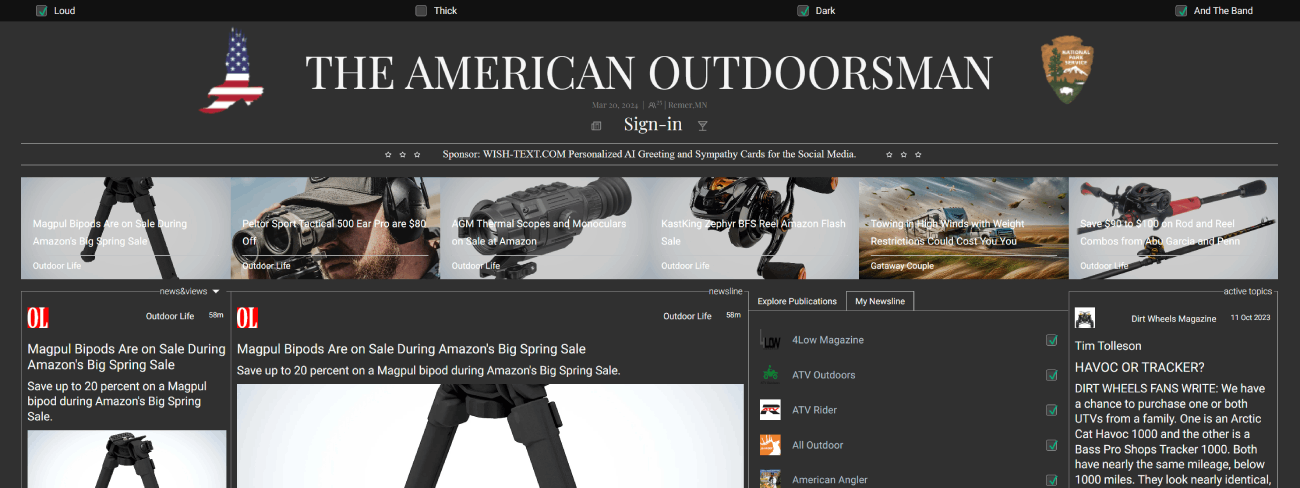 Loud
Thick
Dark
And The Band
THE AMERICAN OUTDOORSMAN
NATIONAL
PARK
SERVICE
Mar 20, 2024 | 25 | Remer,MN
Sign-in
Sponsor: WISH-TEXT.COM Personalized AI Greeting and Sympathy Cards for the Social Media.
Magpul Bipods Are on Sale During
Amazon's Big Spring Sale
Outdoor Life
Peltor Sport Tactical 500 Ear Pro are $80
Off
Outdoor Life
AGM Thermal Scopes and Monoculars
on Sale at Amazon
Outdoor Life
KastKing Zephyr BFS Reel Amazon Flash
Sale
Outdoor Life
Towing In High Winds with Weight
Restrictions Could Cost You You
Gataway Couple
Save $90 to $100 on Rod and Reel
Combos from Abu Garcia and Penn
Outdoor Life
news&views
OL
Outdoor Life 58m
Magpul Bipods Are on Sale During
Amazon's Big Spring Sale
Save up to 20 percent on a Magpul
bipod during Amazon's Big Spring
Sale.
newsline
OL
Outdoor Life 58m
Magpul Bipods Are on Sale During Amazon's Big Spring Sale
Save up to 20 percent on a Magpul bipod during Amazon's Big Spring Sale.
Explore Publications
My Newsline
LOW
4Low Magazine
ATV Outdoors
ATV Rider
All Outdoor
American Angler
active topics
Dirt Wheels Magazine 11 Oct 2023
Tim Tolleson
HAVOC OR TRACKER?
DIRT WHEELS FANS WRITE: We have
a chance to purchase one or both
UTVs from a family. One is an Arctic
Cat Havoc 1000 and the other is a
Bass Pro Shops Tracker 1000. Both
have nearly the same mileage, below
1000 miles. They look nearly identical,